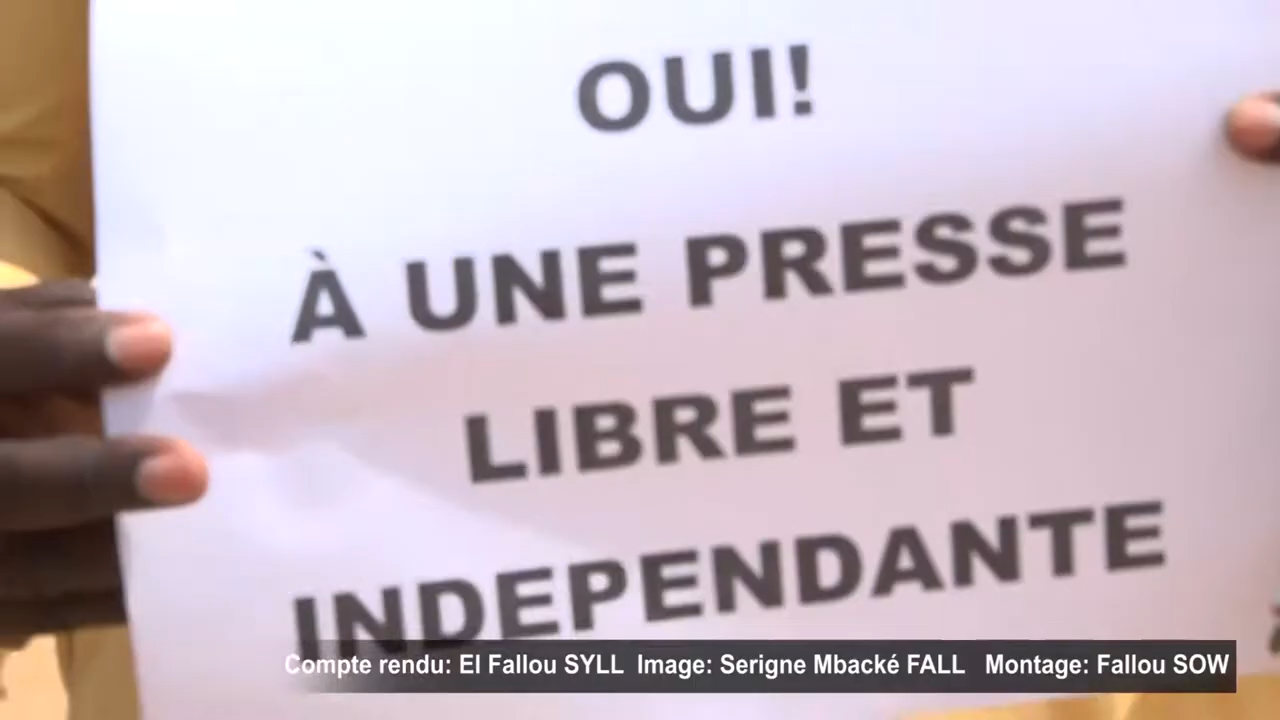 OUI!
À UNE PRESSE
LIBRE ET
INDEPENDANTE
Compte rendu: El Fallou SYLL Image: Serigne Mbacké FALL Montage: Fallou SOW